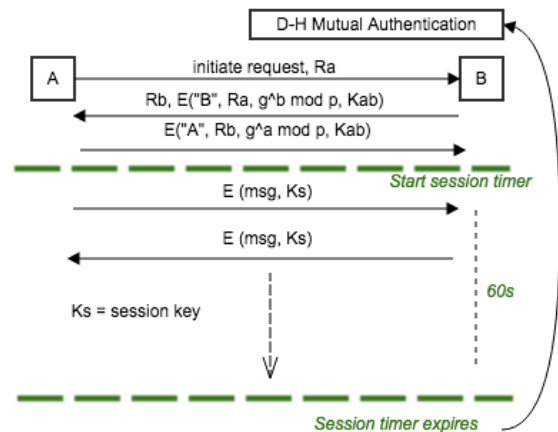 D-H Mutual Authentication
A
initiate request, Ra
B
Rb, E("B", Ra, g^b mod p, Kab)
E("A", Rb, g^a mod p, Kab)
Start session timer
E (msg, Ks)
E (msg, Ks)
60s
Ks = session key
Session timer expires